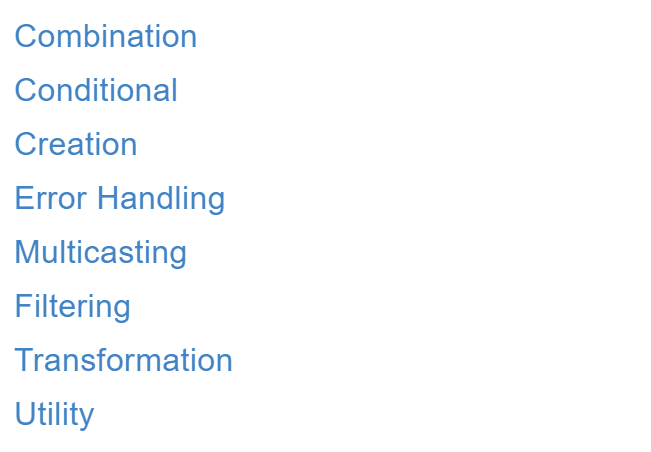 Combination
Conditional
Creation
Error Handling
Multicasting
Filtering
Transformation
Utility